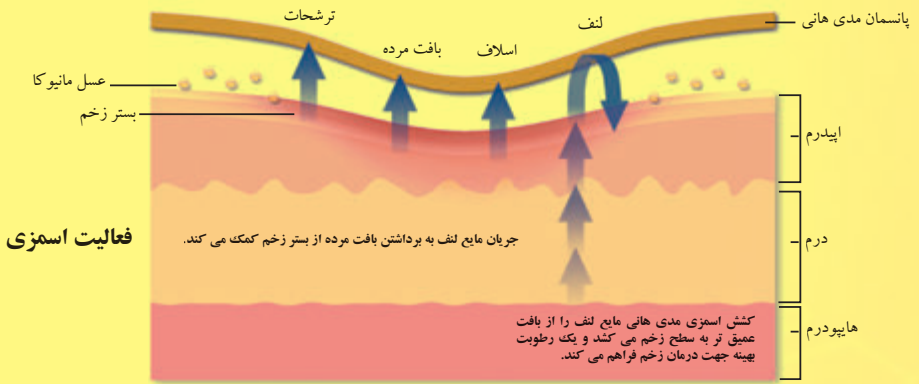 ترشحات
بافت مرده
اسلاف
لنف
پانسمان مدی هانی
عسل مانیوکا
بستر زخم
اپیدرم
درم
هایپودرم
فعالیت اسمزی
جریان مایع لنف به برداشتن بافت مرده از بستر زخم کمک می کند.
کشش اسمزی مدی هانی مایع لنف را از بافت
عمیق تر به سطح زخم می کشد و یک رطوبت
بهینه جهت درمان زخم فراهم می کند.